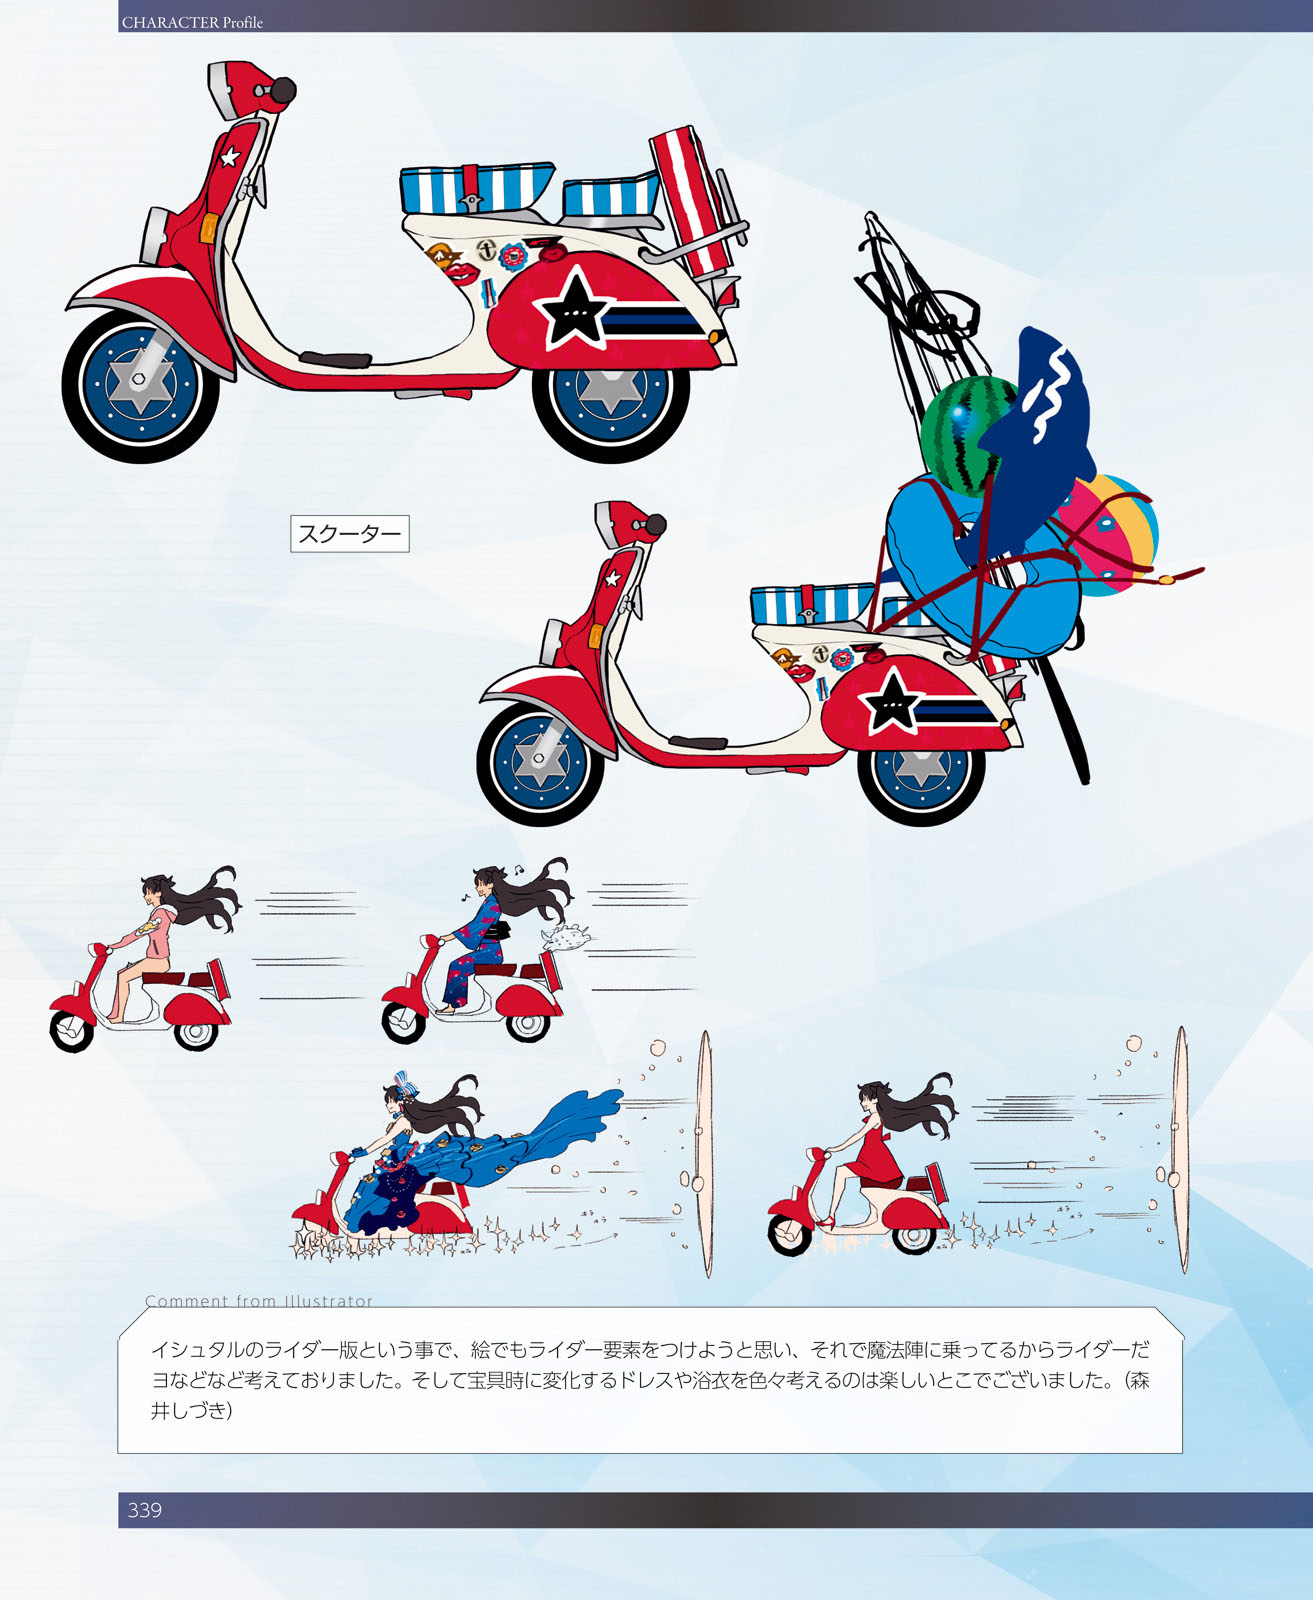 CHARACTER Profile
スクーター
Comment from Illustrator
イシュタルのライダー版という事で、絵でもライダー要素をつけようと思い、それで魔法陣に乗ってるからライダーだ
ヨなどなど考えておりました。そして宝具時に変化するドレスや浴衣を色々考えるのは楽しいとこでございました。（森
井しづき）
339